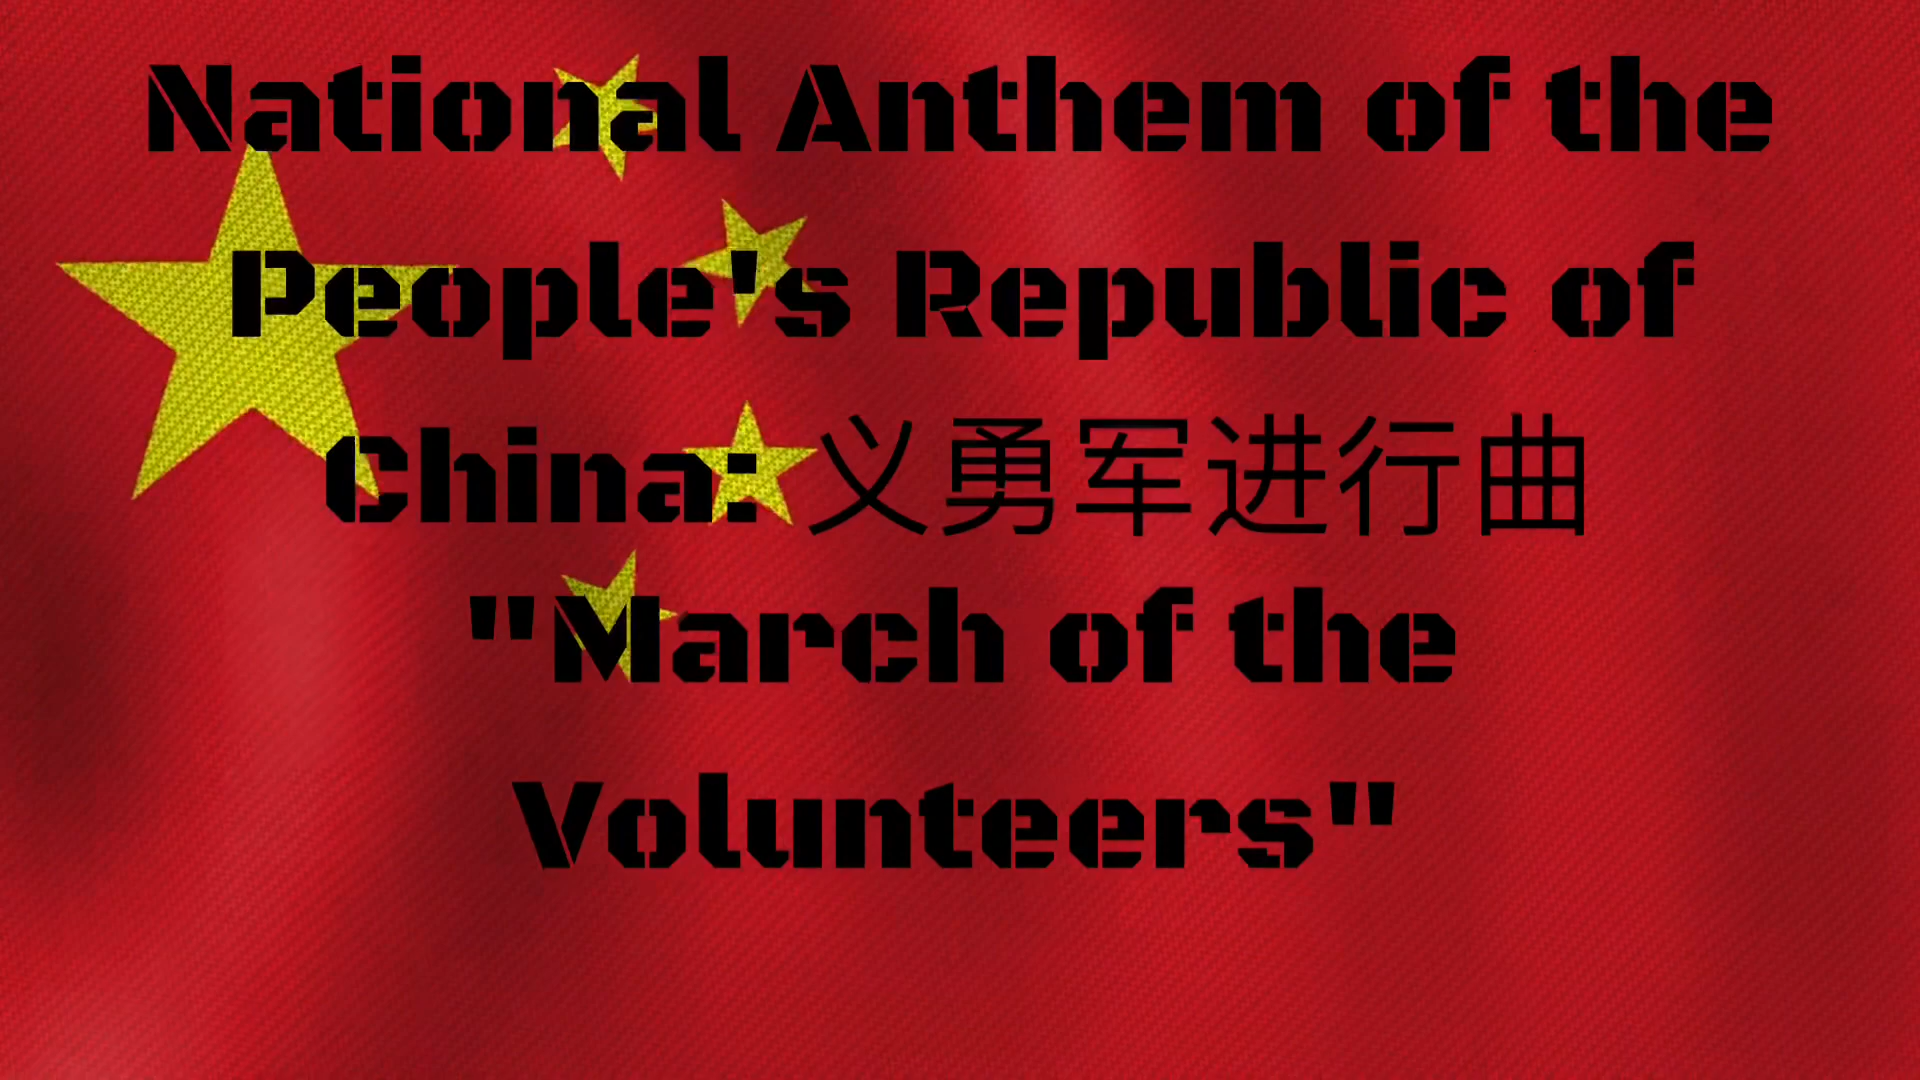 National Anthem of the
People's Republic of
China: 义勇军进行曲
"March of the
Volunteers"